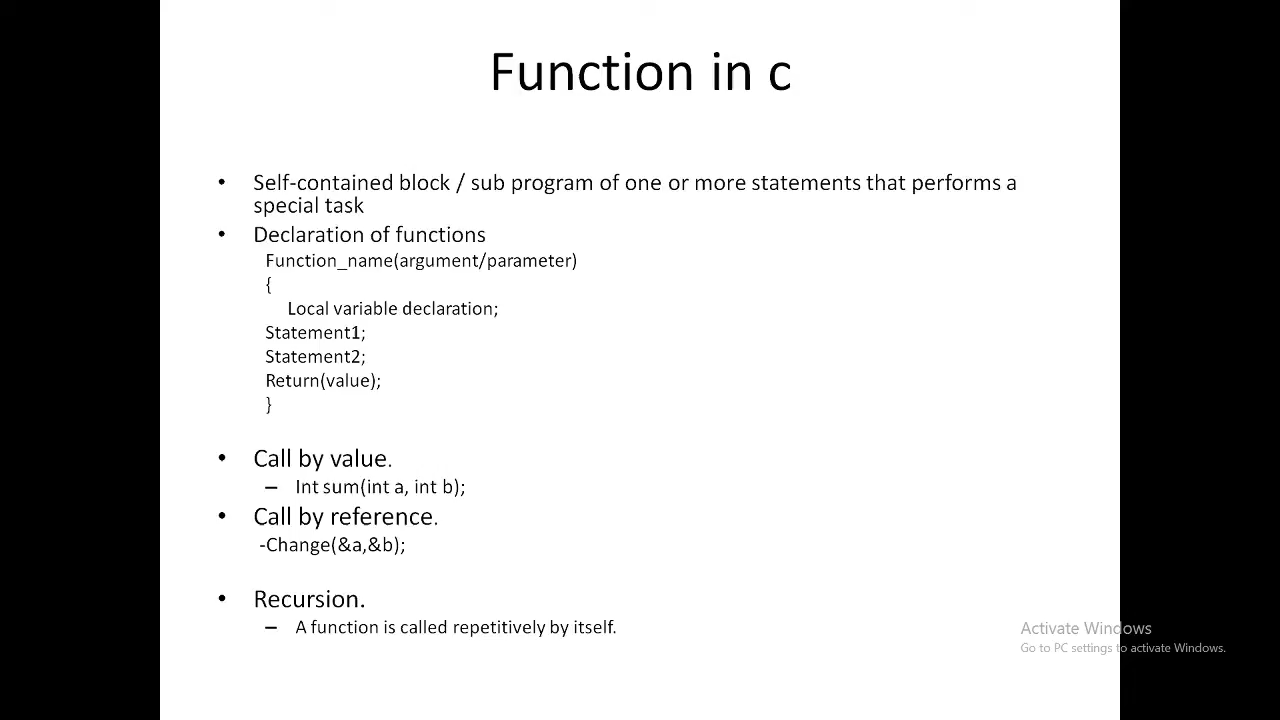 Function in c
• Self-contained block / sub program of one or more statements that performs a
special task
• Declaration of functions
Function_name(argument/parameter)
{
Local variable declaration;
Statement1;
Statement2;
Return(value);
}
• Call by value.
– Int sum(int a, int b);
• Call by reference.
-Change(&a,&b);
• Recursion.
– A function is called repetitively by itself.
Activate Windows
Go to PC settings to activate Windows.